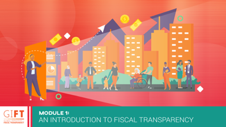 GIFT
MODULE 1:
AN INTRODUCTION TO FISCAL TRANSPARENCY